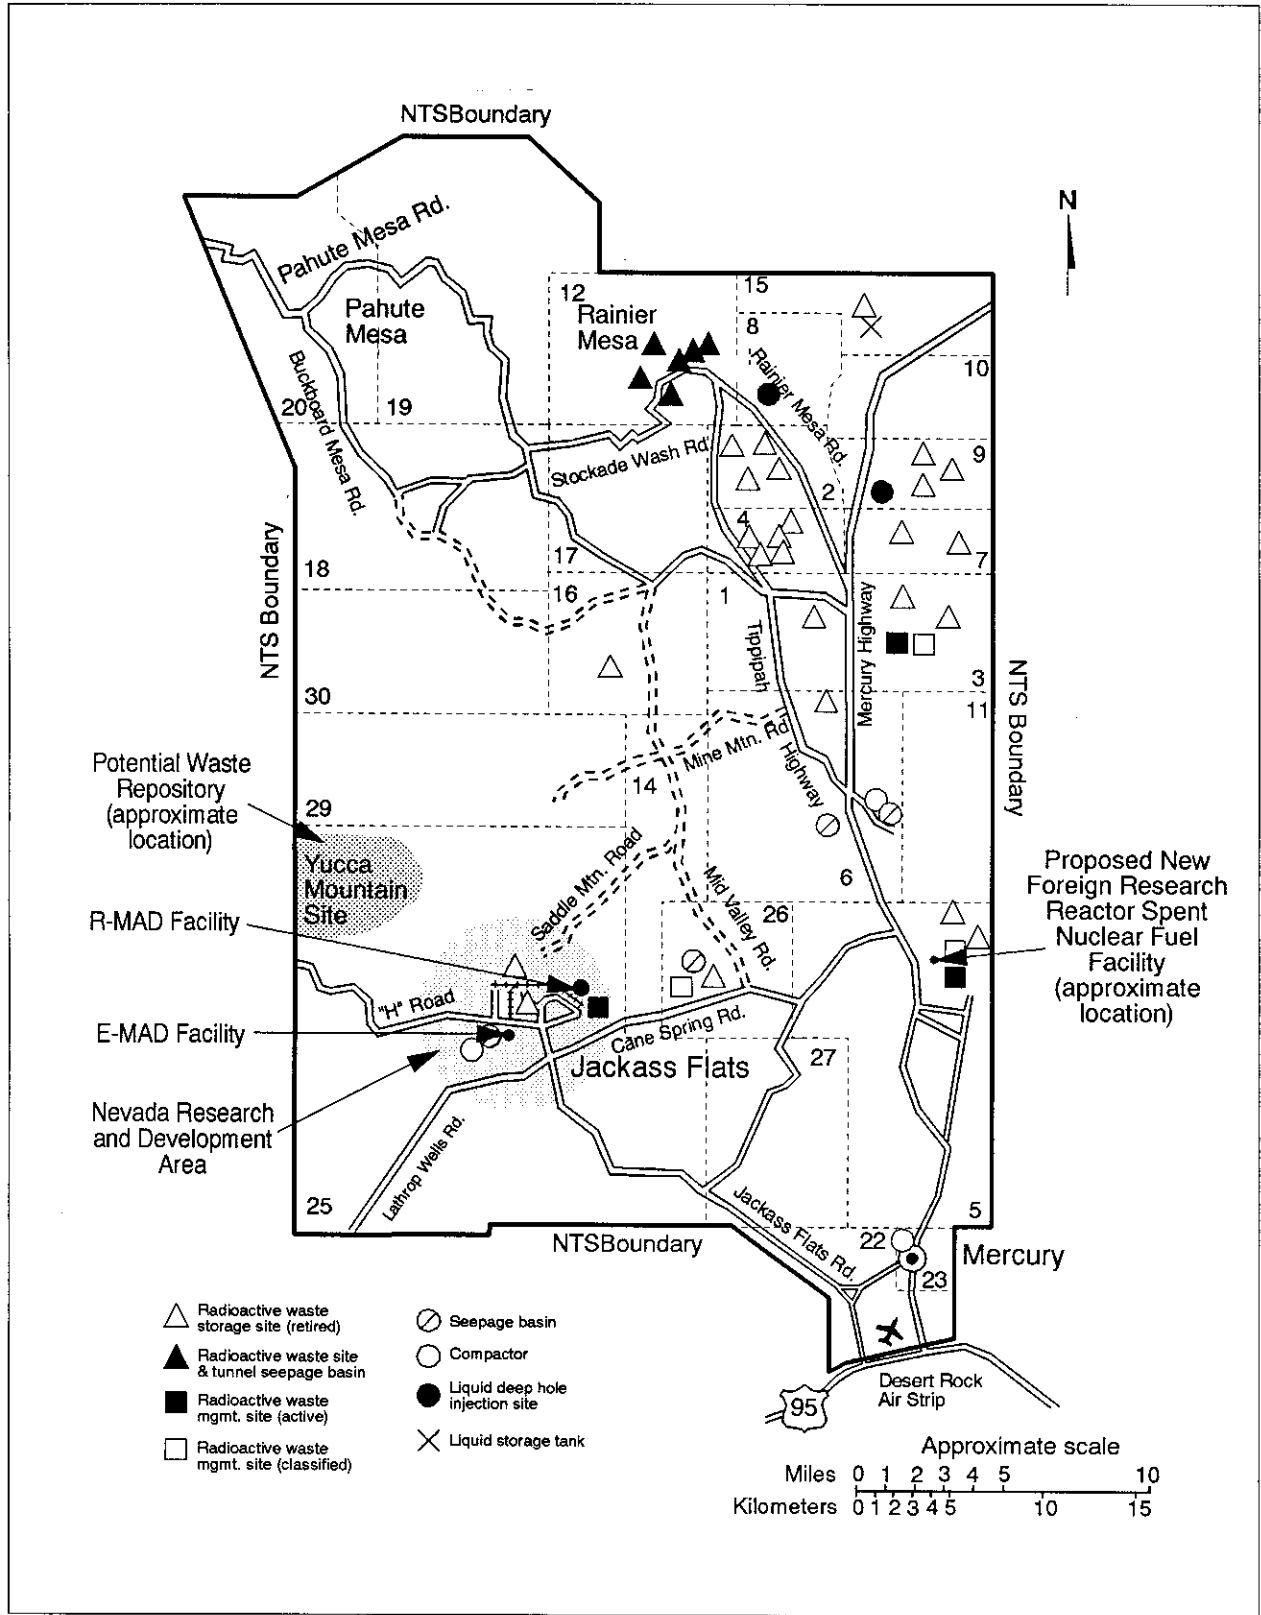 NTSBoundary
N
Pahute Mesa Rd.
Pahute
Mesa
12
Rainier
Mesa
15
8
Rainier Mesa Rd.
10
Buckboard Mesa Rd.
20
19
Stockade Wash Rd.
9
2
4
7
NTS Boundary
18
17
16
1
Tippipah
Highway
Mercury Highway
3
11
NTS Boundary
30
Mine Mtn. Rd
14
29
Potential Waste
Repository
(approximate
location)
Yucca
Mountain
Site
Saddle Mtn. Road
Mid Valley Rd.
6
26
Proposed New
Foreign Research
Reactor Spent
Nuclear Fuel
Facility
(approximate
location)
R-MAD Facility
"H" Road
E-MAD Facility
Cane Spring Rd.
Jackass Flats
27
Nevada Research
and Development
Area
Lathrop Wells Rd.
25
Jackass Flats Rd.
5
NTSBoundary
22
Mercury
23
Desert Rock
Air Strip
95
Radioactive waste
storage site (retired)
Radioactive waste site
& tunnel seepage basin
Radioactive waste
mgmt. site (active)
Radioactive waste
mgmt. site (classified)
Seepage basin
Compactor
Liquid deep hole
injection site
Liquid storage tank
Approximate scale
Miles 0 1 2 3 4 5 10
Kilometers 0 1 2 3 4 5 10 15